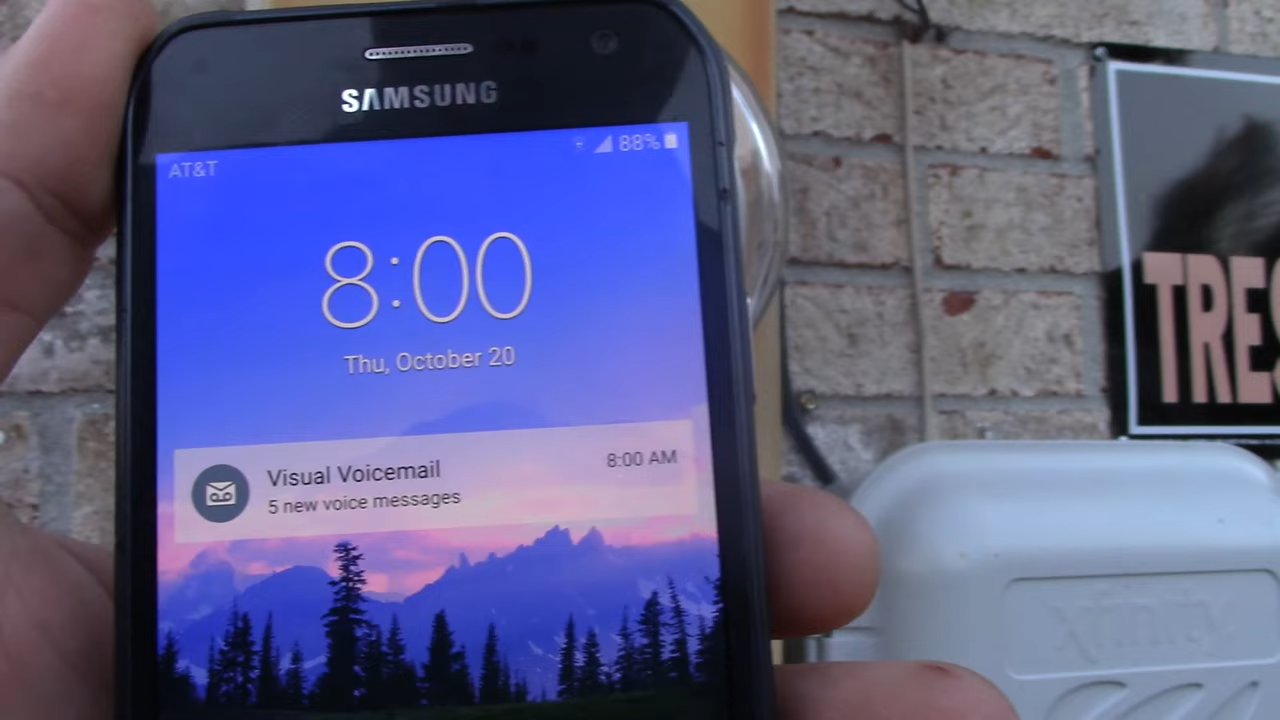 SAMSUNG
AT&T
88%
8:00
Thu, October 20
Visual Voicemail
8:00 AM
5 new voice messages
TRES
xfinity